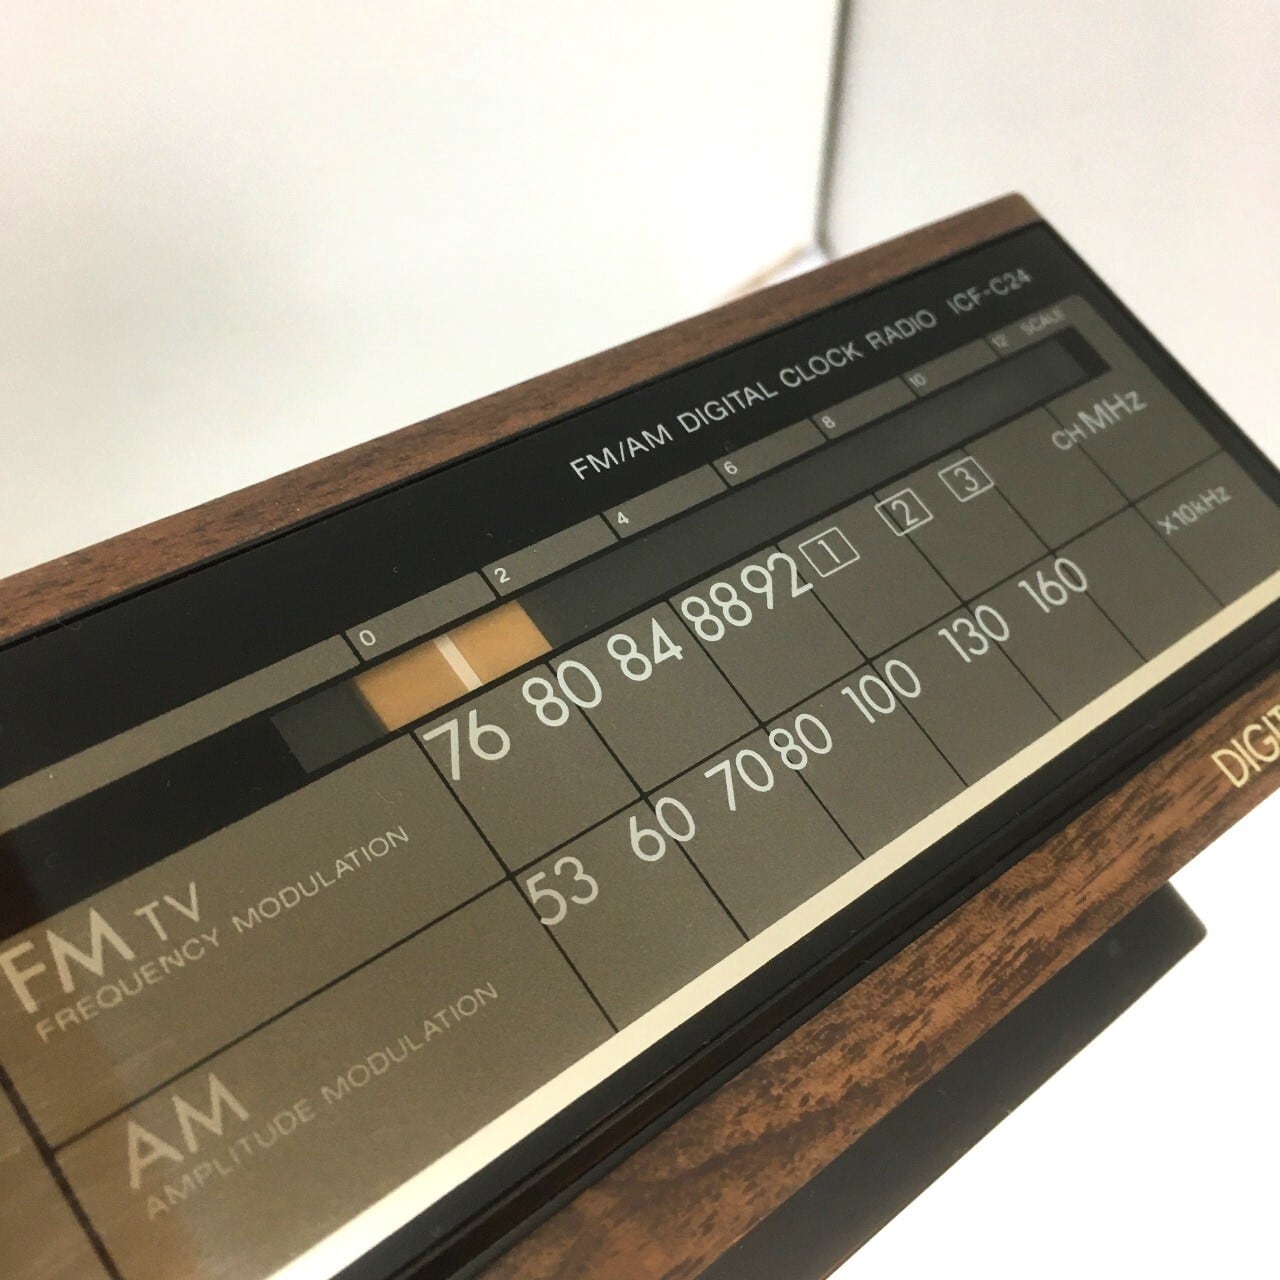 FM/AM DIGITAL CLOCK RADIO ICF-C24
0 2 4 6 8 10 12 SCALE
FM TV 76 80 84 88 92 1 2 3 CH MHz
FREQUENCY MODULATION
AM 53 60 70 80 100 130 160 X10kHz
AMPLITUDE MODULATION